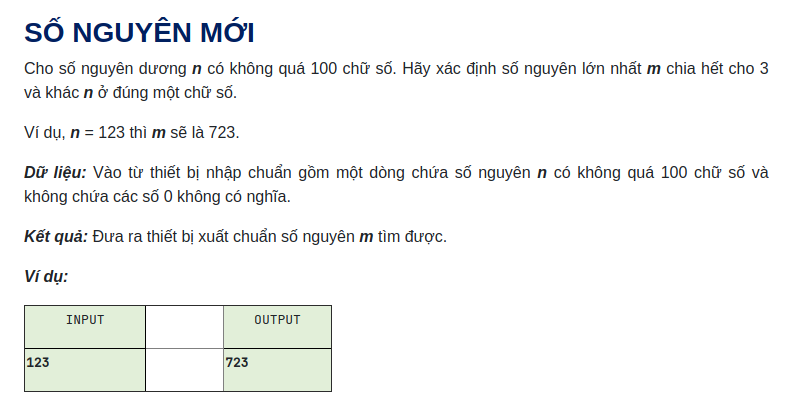 SỐ NGUYÊN MỚI
Cho số nguyên dương n có không quá 100 chữ số. Hãy xác định số nguyên lớn nhất m chia hết cho 3
và khác n ở đúng một chữ số.
Ví dụ, n = 123 thì m sẽ là 723.
Dữ liệu: Vào từ thiết bị nhập chuẩn gồm một dòng chứa số nguyên n có không quá 100 chữ số và
không chứa các số 0 không có nghĩa.
Kết quả: Đưa ra thiết bị xuất chuẩn số nguyên m tìm được.
Ví dụ:
INPUT OUTPUT
123 723